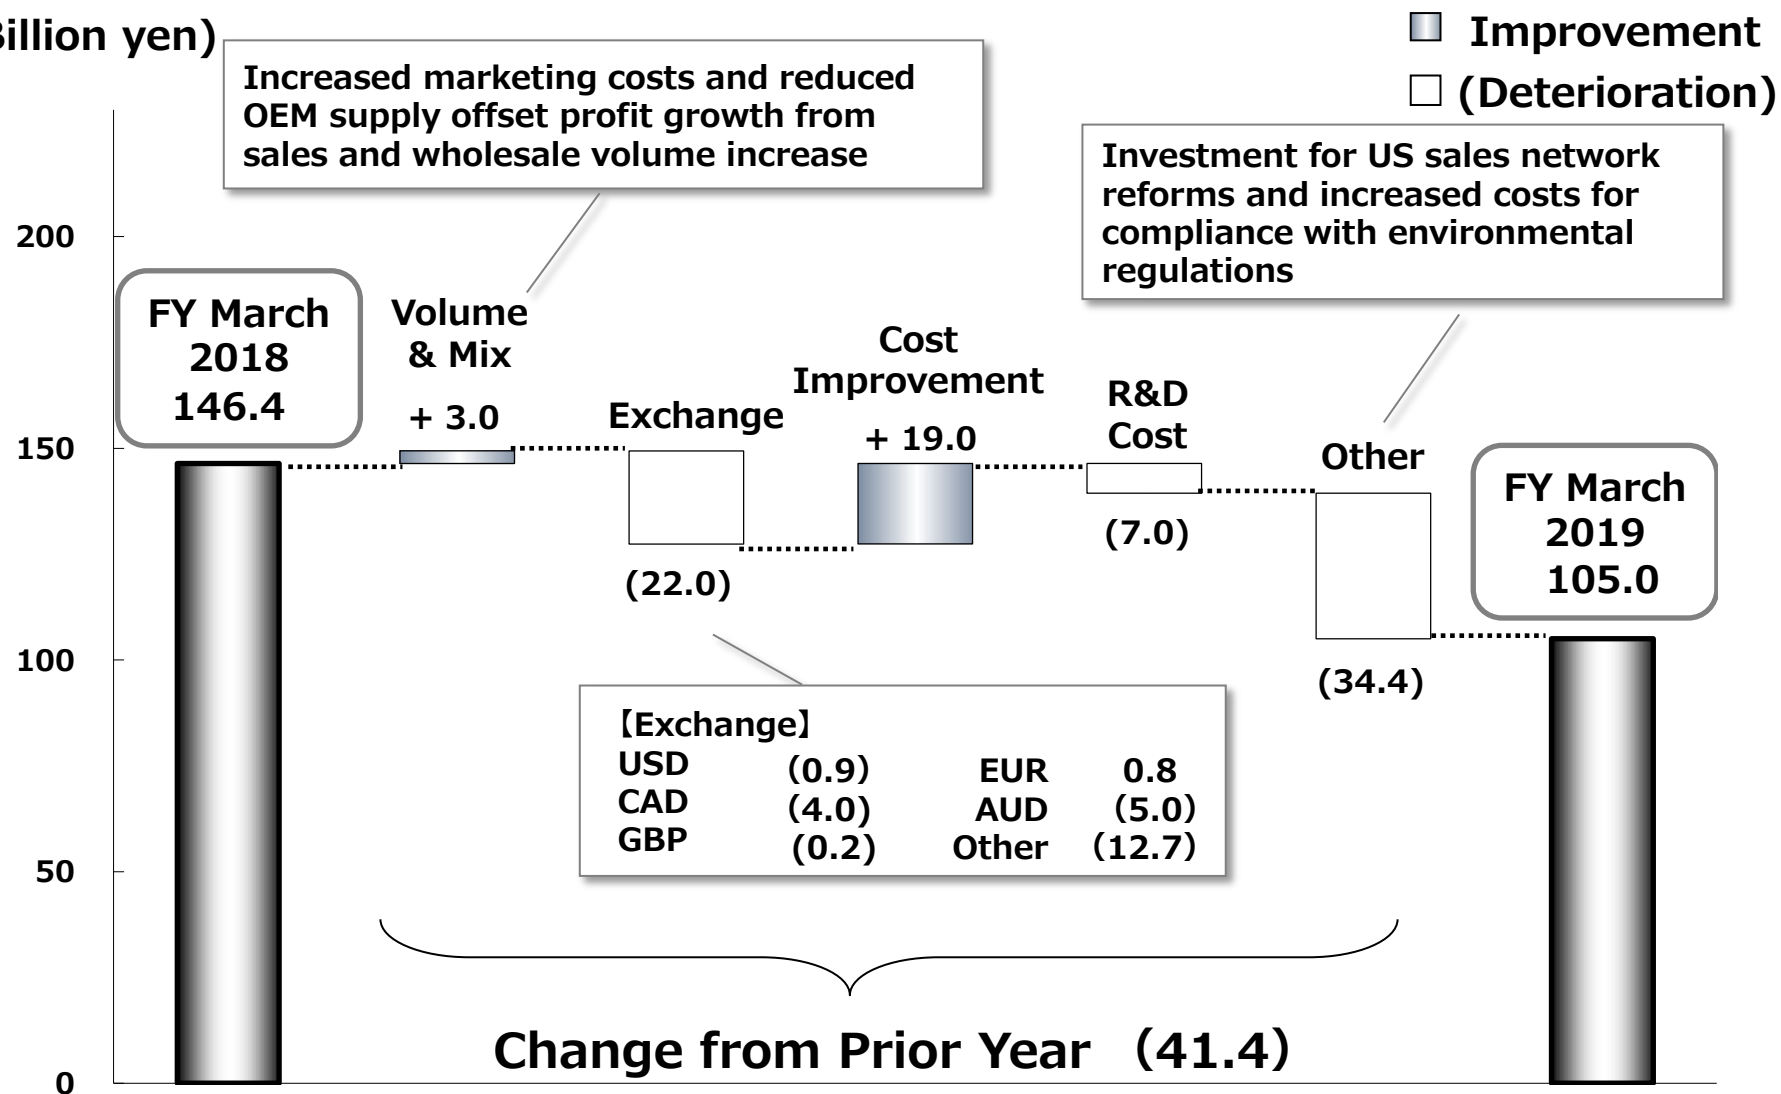 Billion yen)
Improvement
(Deterioration)
Increased marketing costs and reduced
OEM supply offset profit growth from
sales and wholesale volume increase
Investment for US sales network
reforms and increased costs for
compliance with environmental
regulations
200
150
100
50
0
FY March
2018
146.4
Volume
& Mix
+ 3.0
Exchange
(22.0)
Cost
Improvement
+ 19.0
R&D
Cost
(7.0)
Other
(34.4)
FY March
2019
105.0
【Exchange】
USD (0.9) EUR 0.8
CAD (4.0) AUD (5.0)
GBP (0.2) Other (12.7)
Change from Prior Year (41.4)